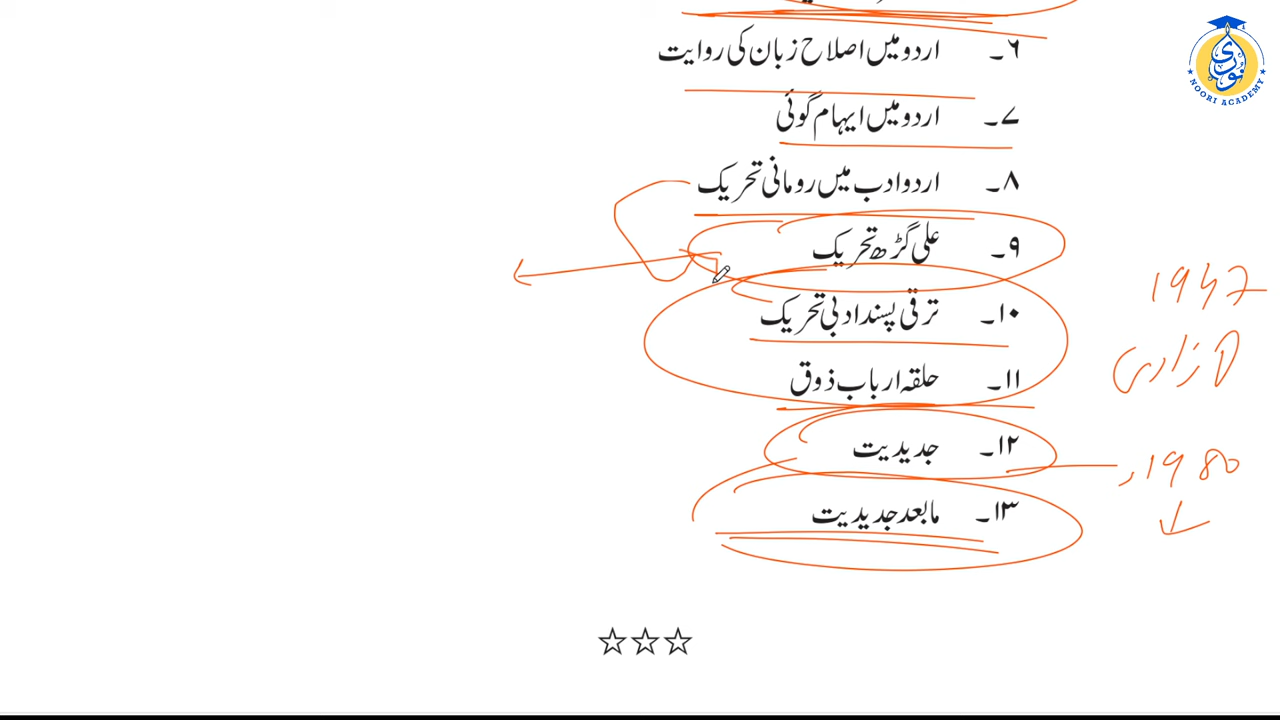 ۶۔ اردو میں اصلاح زبان کی روایت
۷۔ اردو میں ایہام گوئی
۸۔ اردو ادب میں رومانی تحریک
۹۔ علی گڑھ تحریک
۱۰۔ ترقی پسند ادبی تحریک
۱۱۔ حلقہ ارباب ذوق
۱۲۔ جدیدیت
۱۳۔ مابعد جدیدیت
1947
آزادی
1980ء
نوری
NOORI ACADEMY